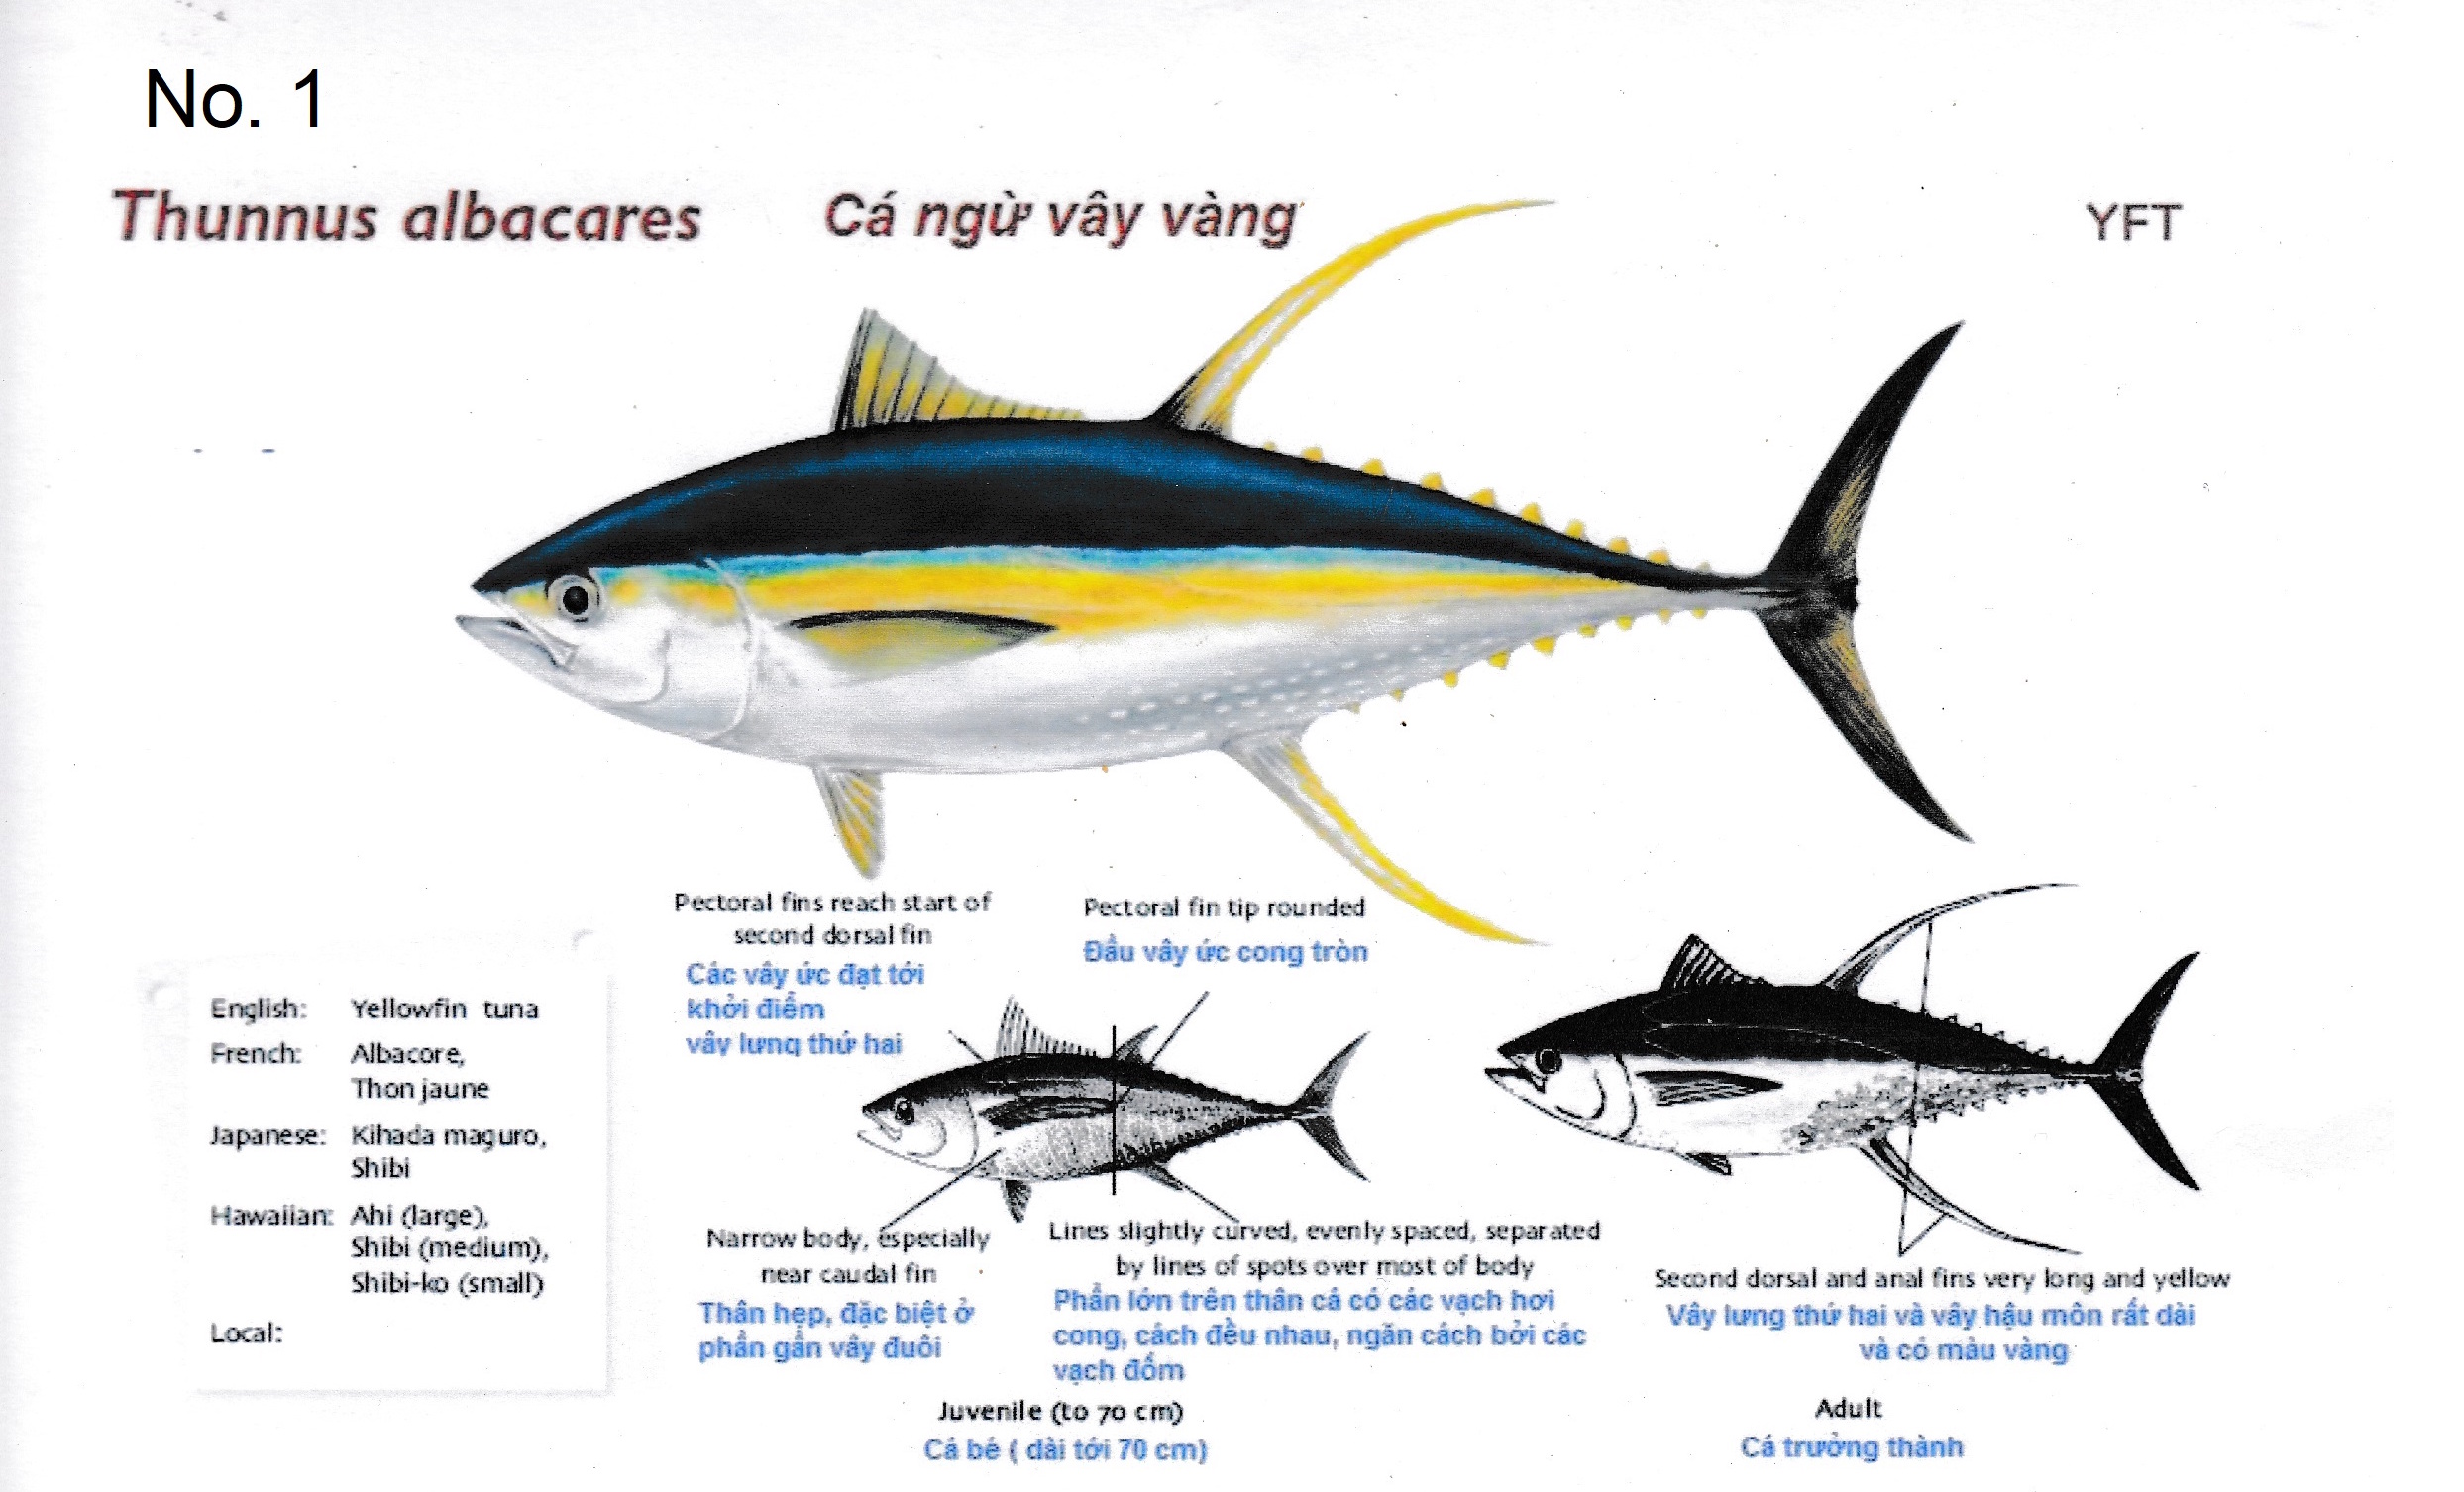 No. 1
Thunnus albacares Cá ngừ vây vàng YFT
Pectoral fins reach start of
second dorsal fin
Các vây ức đạt tới
khởi điểm
vây lưng thứ hai
Pectoral fin tip rounded
Đầu vây ức cong tròn
English: Yellowfin tuna
French: Albacore,
Thon jaune
Japanese: Kihada maguro,
Shibi
Hawaiian: Ahi (large),
Shibi (medium),
Shibi-ko (small)
Local:
Narrow body, especially
near caudal fin
Thân hẹp, đặc biệt ở
phần gần vây đuôi
Lines slightly curved, evenly spaced, separated
by lines of spots over most of body
Phần lớn trên thân cá có các vạch hơi
cong, cách đều nhau, ngăn cách bởi các
vạch đốm
Juvenile (to 70 cm)
Cá bé ( dài tới 70 cm)
Second dorsal and anal fins very long and yellow
Vây lưng thứ hai và vây hậu môn rất dài
và có màu vàng
Adult
Cá trưởng thành